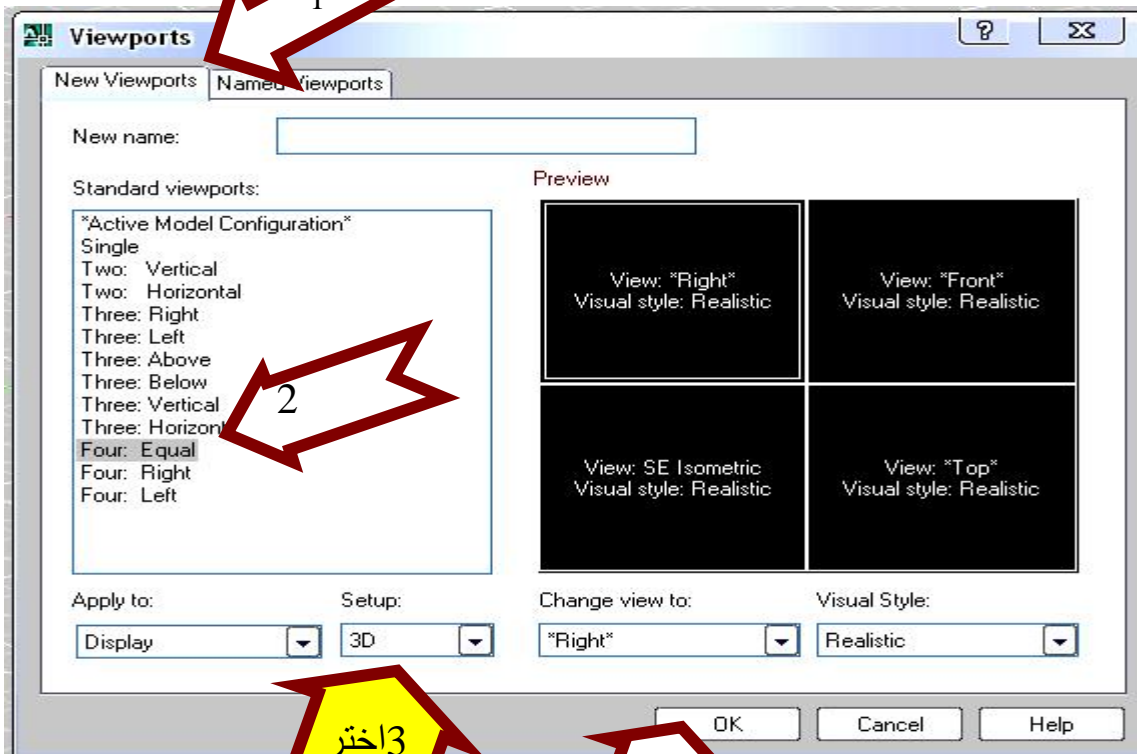 Viewports
New Viewports
Named Viewports
New name:
Standard viewports:
*Active Model Configuration*
Single
Two: Vertical
Two: Horizontal
Three: Right
Three: Left
Three: Above
Three: Below
Three: Vertical
2
Three: Horizont
Four: Equal
Four: Right
Four: Left
Preview
View: *Right*
Visual style: Realistic
View: *Front*
Visual style: Realistic
View: SE Isometric
Visual style: Realistic
View: *Top*
Visual style: Realistic
Apply to:
Display
Setup:
3D
Change view to:
*Right*
Visual Style:
Realistic
3اختر
OK
Cancel
Help